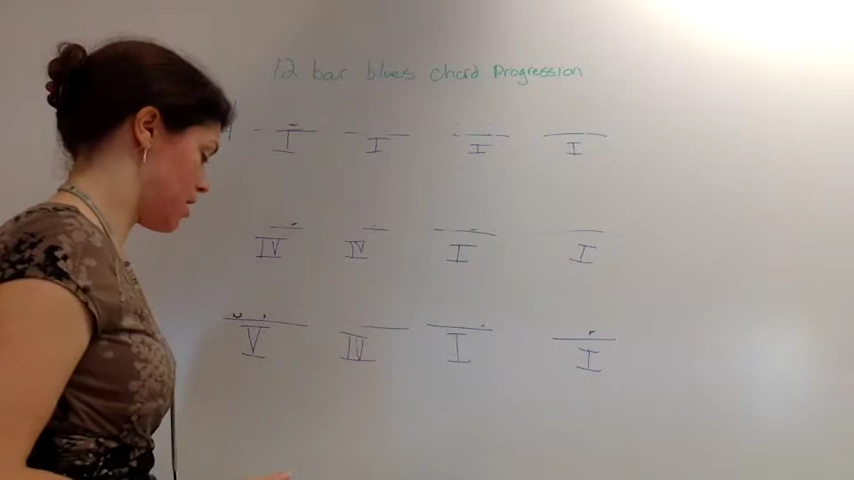 12 bar blues chord Progression
I I I I
IV IV I I
V IV I I